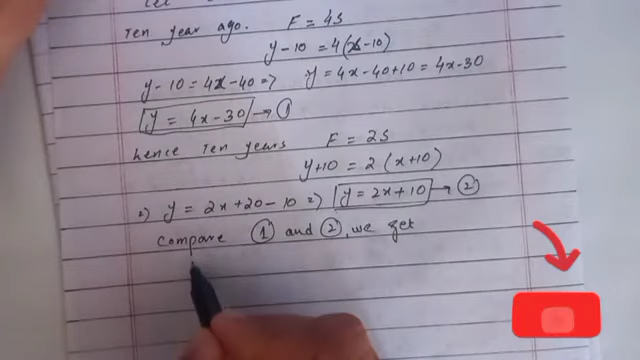 Let
Ten year ago. F = 4S
y-10 = 4(x-10)
y-10 = 4x-40 => y = 4x-40+10 = 4x-30
y = 4x-30 → ①
hence Ten years F = 2S
y+10 = 2(x+10)
=) y = 2x+20-10 =) y = 2x+10 → ②
Compare ① and ②, we get